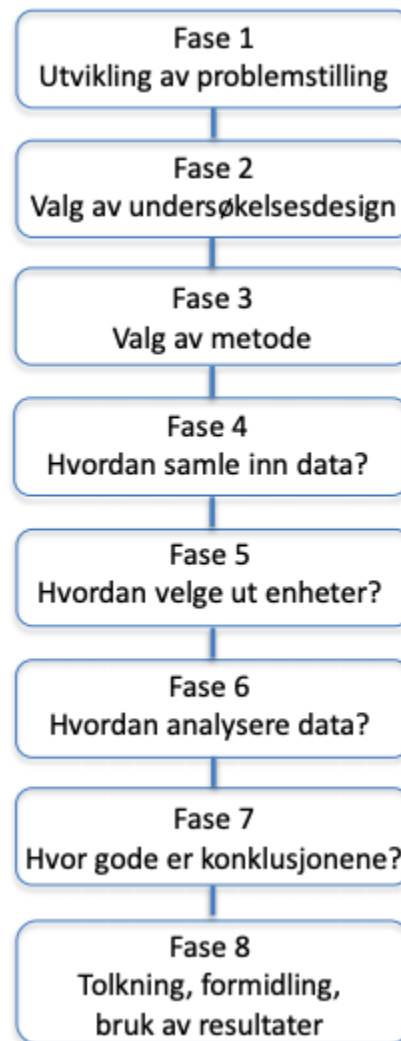 Fase 1
Utvikling av problemstilling
Fase 2
Valg av undersøkelsesdesign
Fase 3
Valg av metode
Fase 4
Hvordan samle inn data?
Fase 5
Hvordan velge ut enheter?
Fase 6
Hvordan analysere data?
Fase 7
Hvor gode er konklusjonene?
Fase 8
Tolkning, formidling,
bruk av resultater